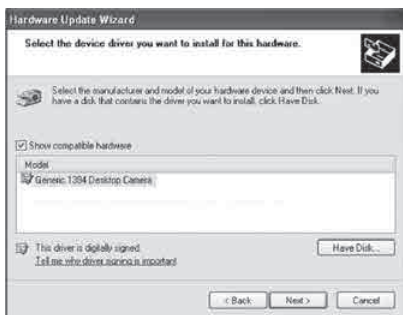 Hardware Update Wizard
Select the device driver you want to install for this hardware.
Select the manufacturer and model of your hardware device and then click Next. If you
have a disk that contains the driver you want to install, click Have Disk.
Show compatible hardware
Model
Generic 1394 Desktop Camera
This driver is digitally signed.
Tell me why driver signing is important
Have Disk...
< Back
Next >
Cancel